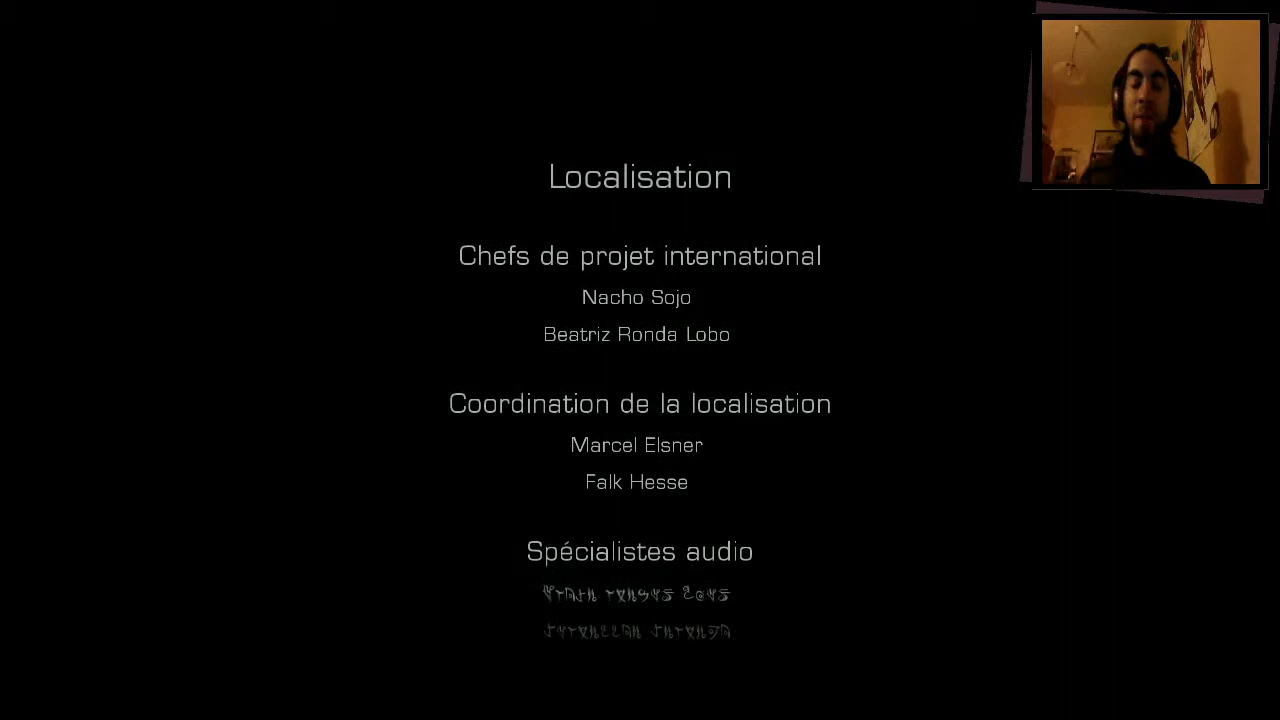 Localisation
Chefs de projet international
Nacho Sojo
Beatriz Ronda Lobo
Coordination de la localisation
Marcel Elsner
Falk Hesse
Spécialistes audio